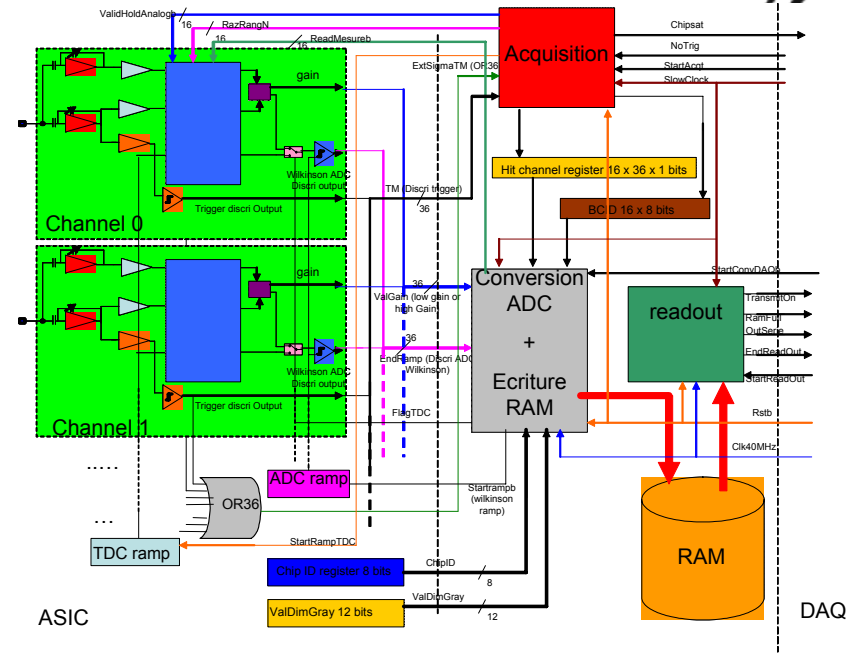 ValidHoldAnalogb
16
RazRangN
16
ReadMesureb
16
Acquisition
Chipsat
NoTrig
StartAcqt
SlowClock
ExtSigmaTM (OR36
gain
Wilkinson ADC
Discri output
Trigger discri Output
Channel 0
TM (Discri trigger)
36
Hit channel register 16 x 36 x 1 bits
BCID 16 x 8 bits
gain
36
ValGain (low gain or
high Gain
36
EndRamp (Discri ADC
Wilkinson)
Wilkinson ADC
Discri output
Trigger discri Output
Channel 1
FlagTDC
Conversion
ADC
+
Ecriture
RAM
StartConvDAQn
readout
TransmitOn
RamFull
OutSerie
EndReadOut
StartReadOut
Rstb
Clk40MHz
.....
ADC ramp
Startrampb
(wilkinson
ramp)
OR36
...
TDC ramp
StartRampTDC
RAM
Chip ID register 8 bits
ChipID
8
ValDimGray 12 bits
ValDimGray
12
ASIC
DAQ